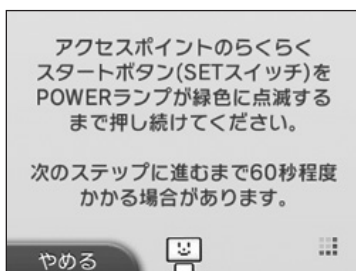 アクセスポイントのらくらく
スタートボタン(SETスイッチ)を
POWERランプが緑色に点滅する
まで押し続けてください。
次のステップに進むまで60秒程度
かかる場合があります。
やめる